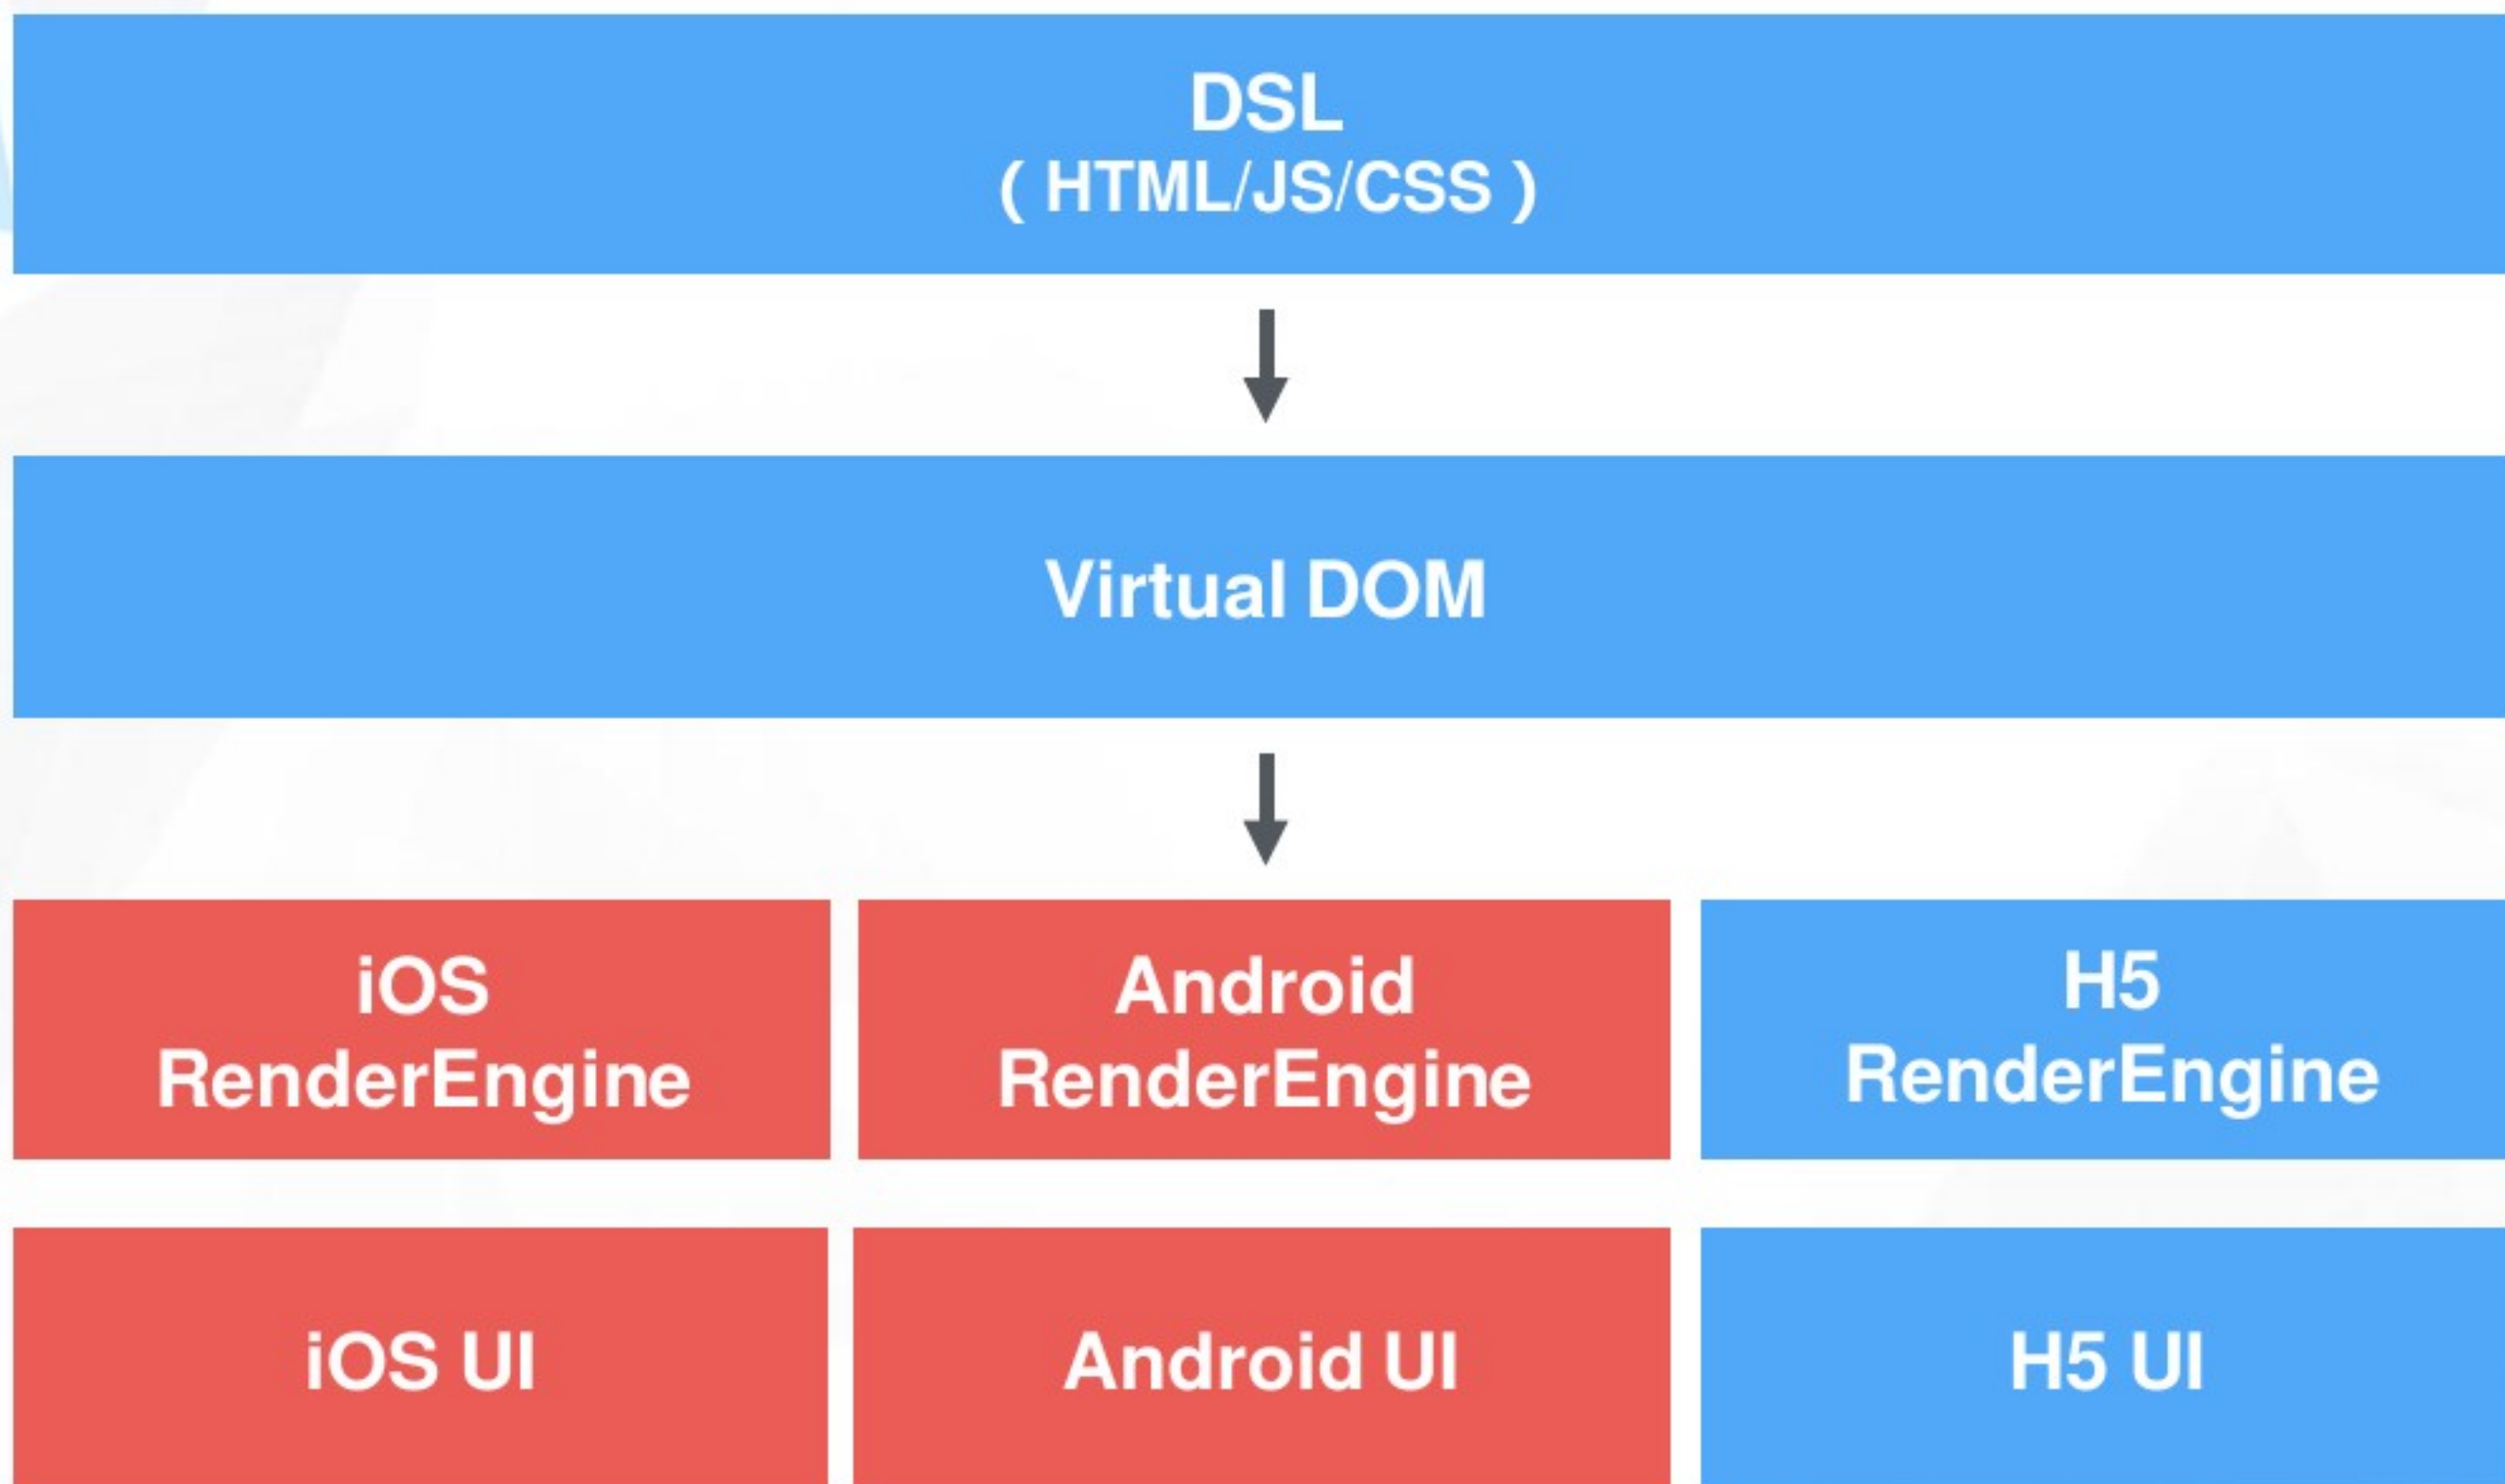 DSL
( HTML/JS/CSS )
Virtual DOM
iOS
RenderEngine
Android
RenderEngine
H5
RenderEngine
iOS UI
Android UI
H5 UI